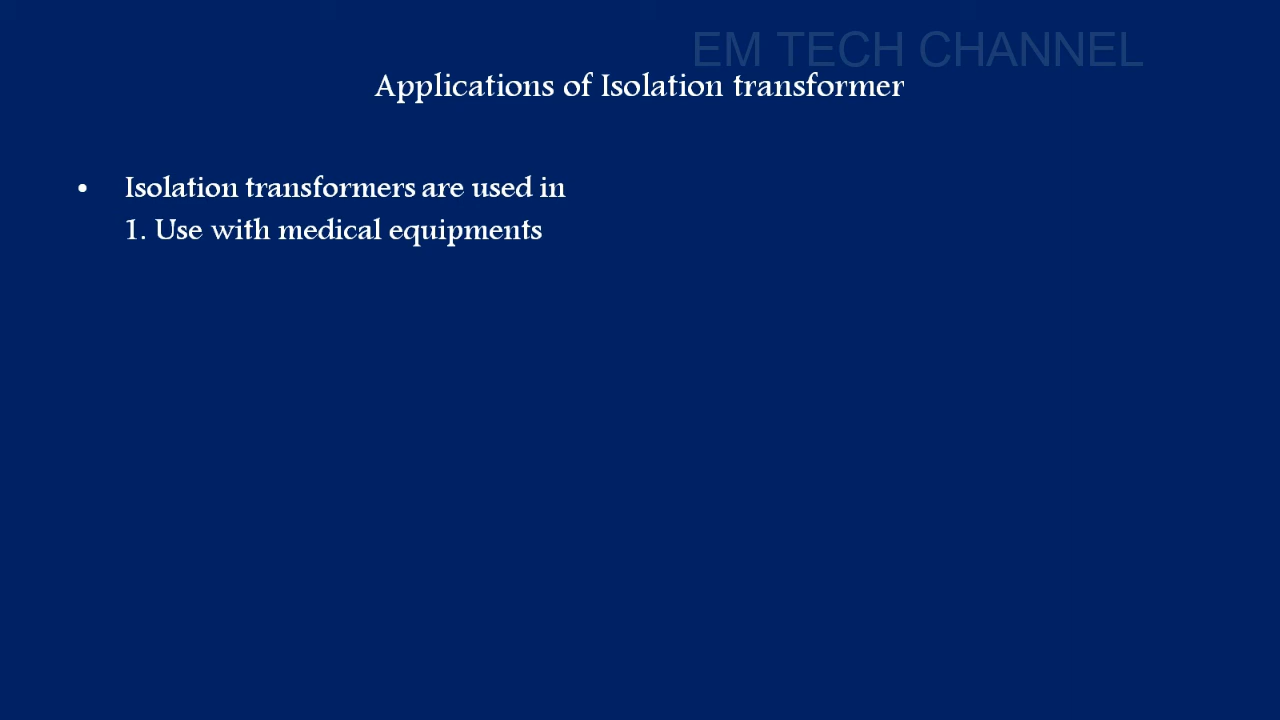 EM TECH CHANNEL
Applications of Isolation transformer
• Isolation transformers are used in
1. Use with medical equipments